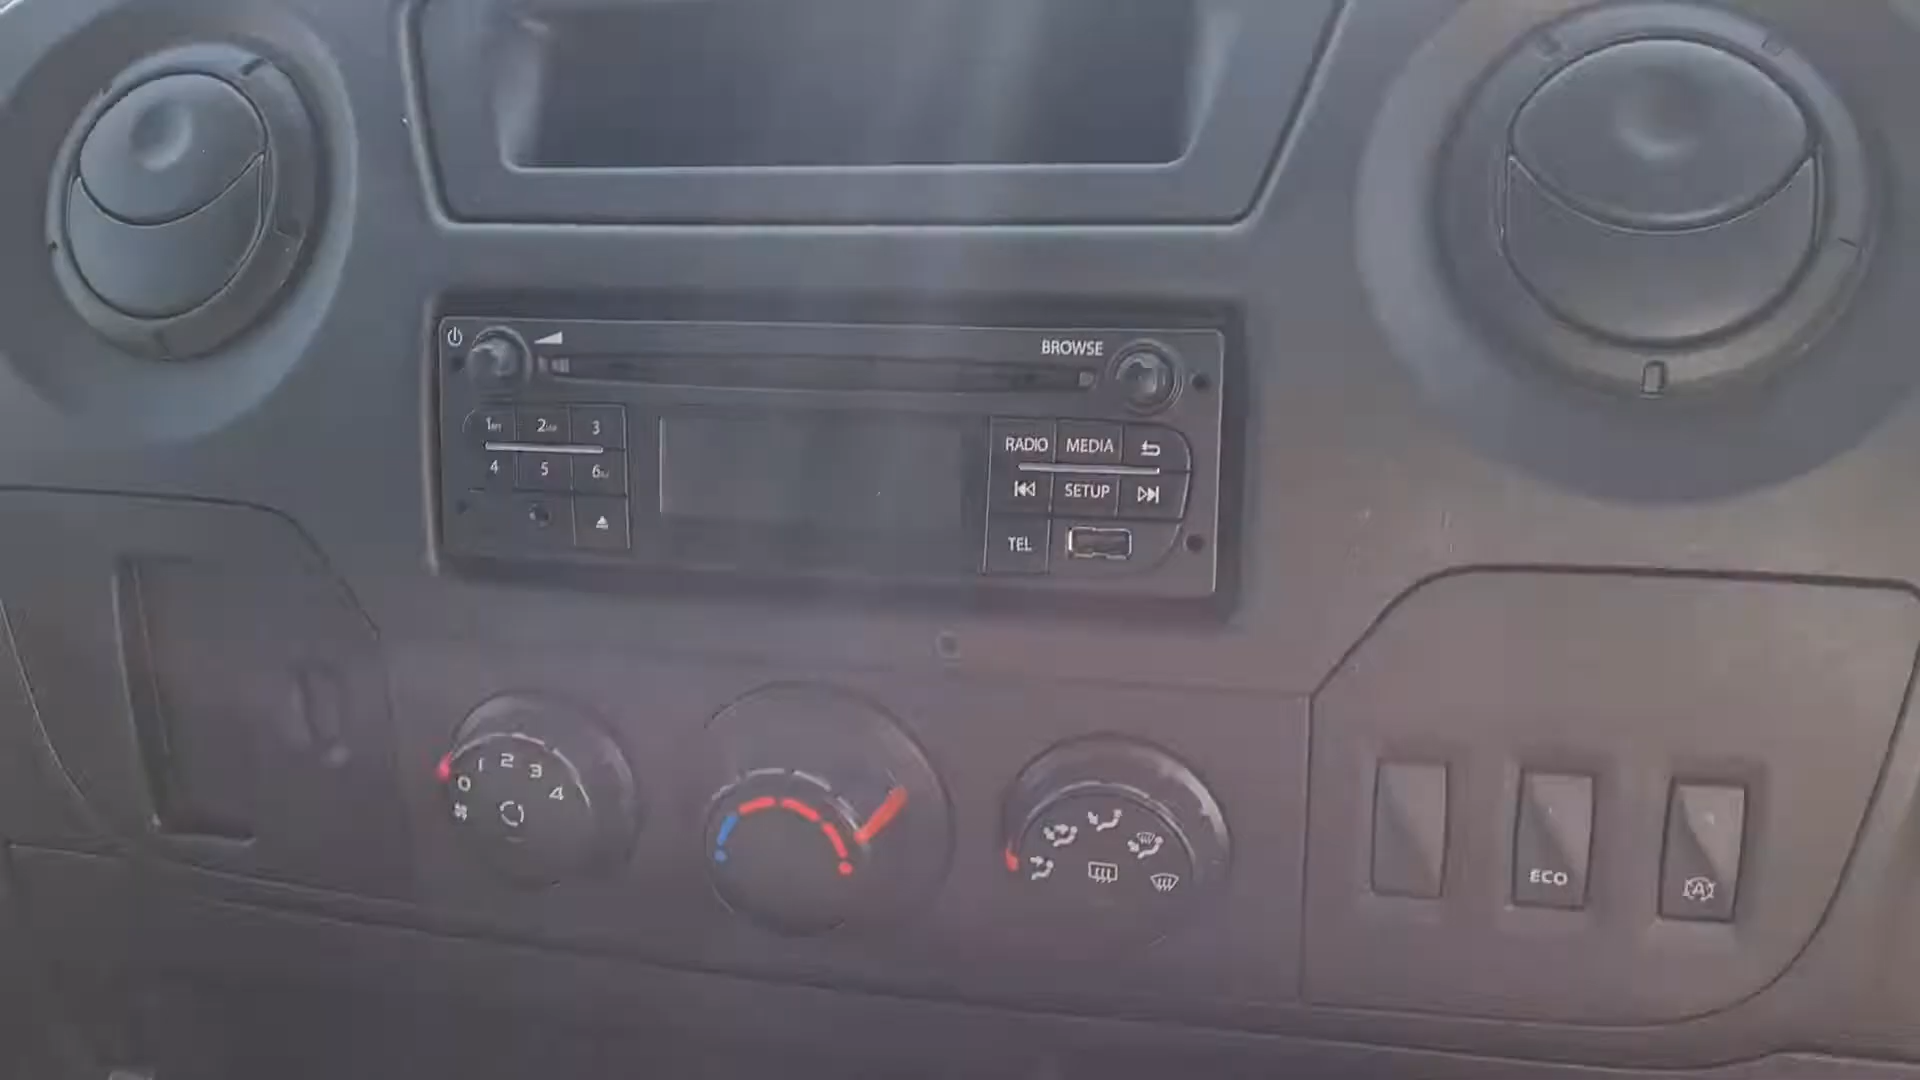 BROWSE
1 2 3
4 5 6
RADIO MEDIA
SETUP
TEL
0 1 2 3 4
ECO
A